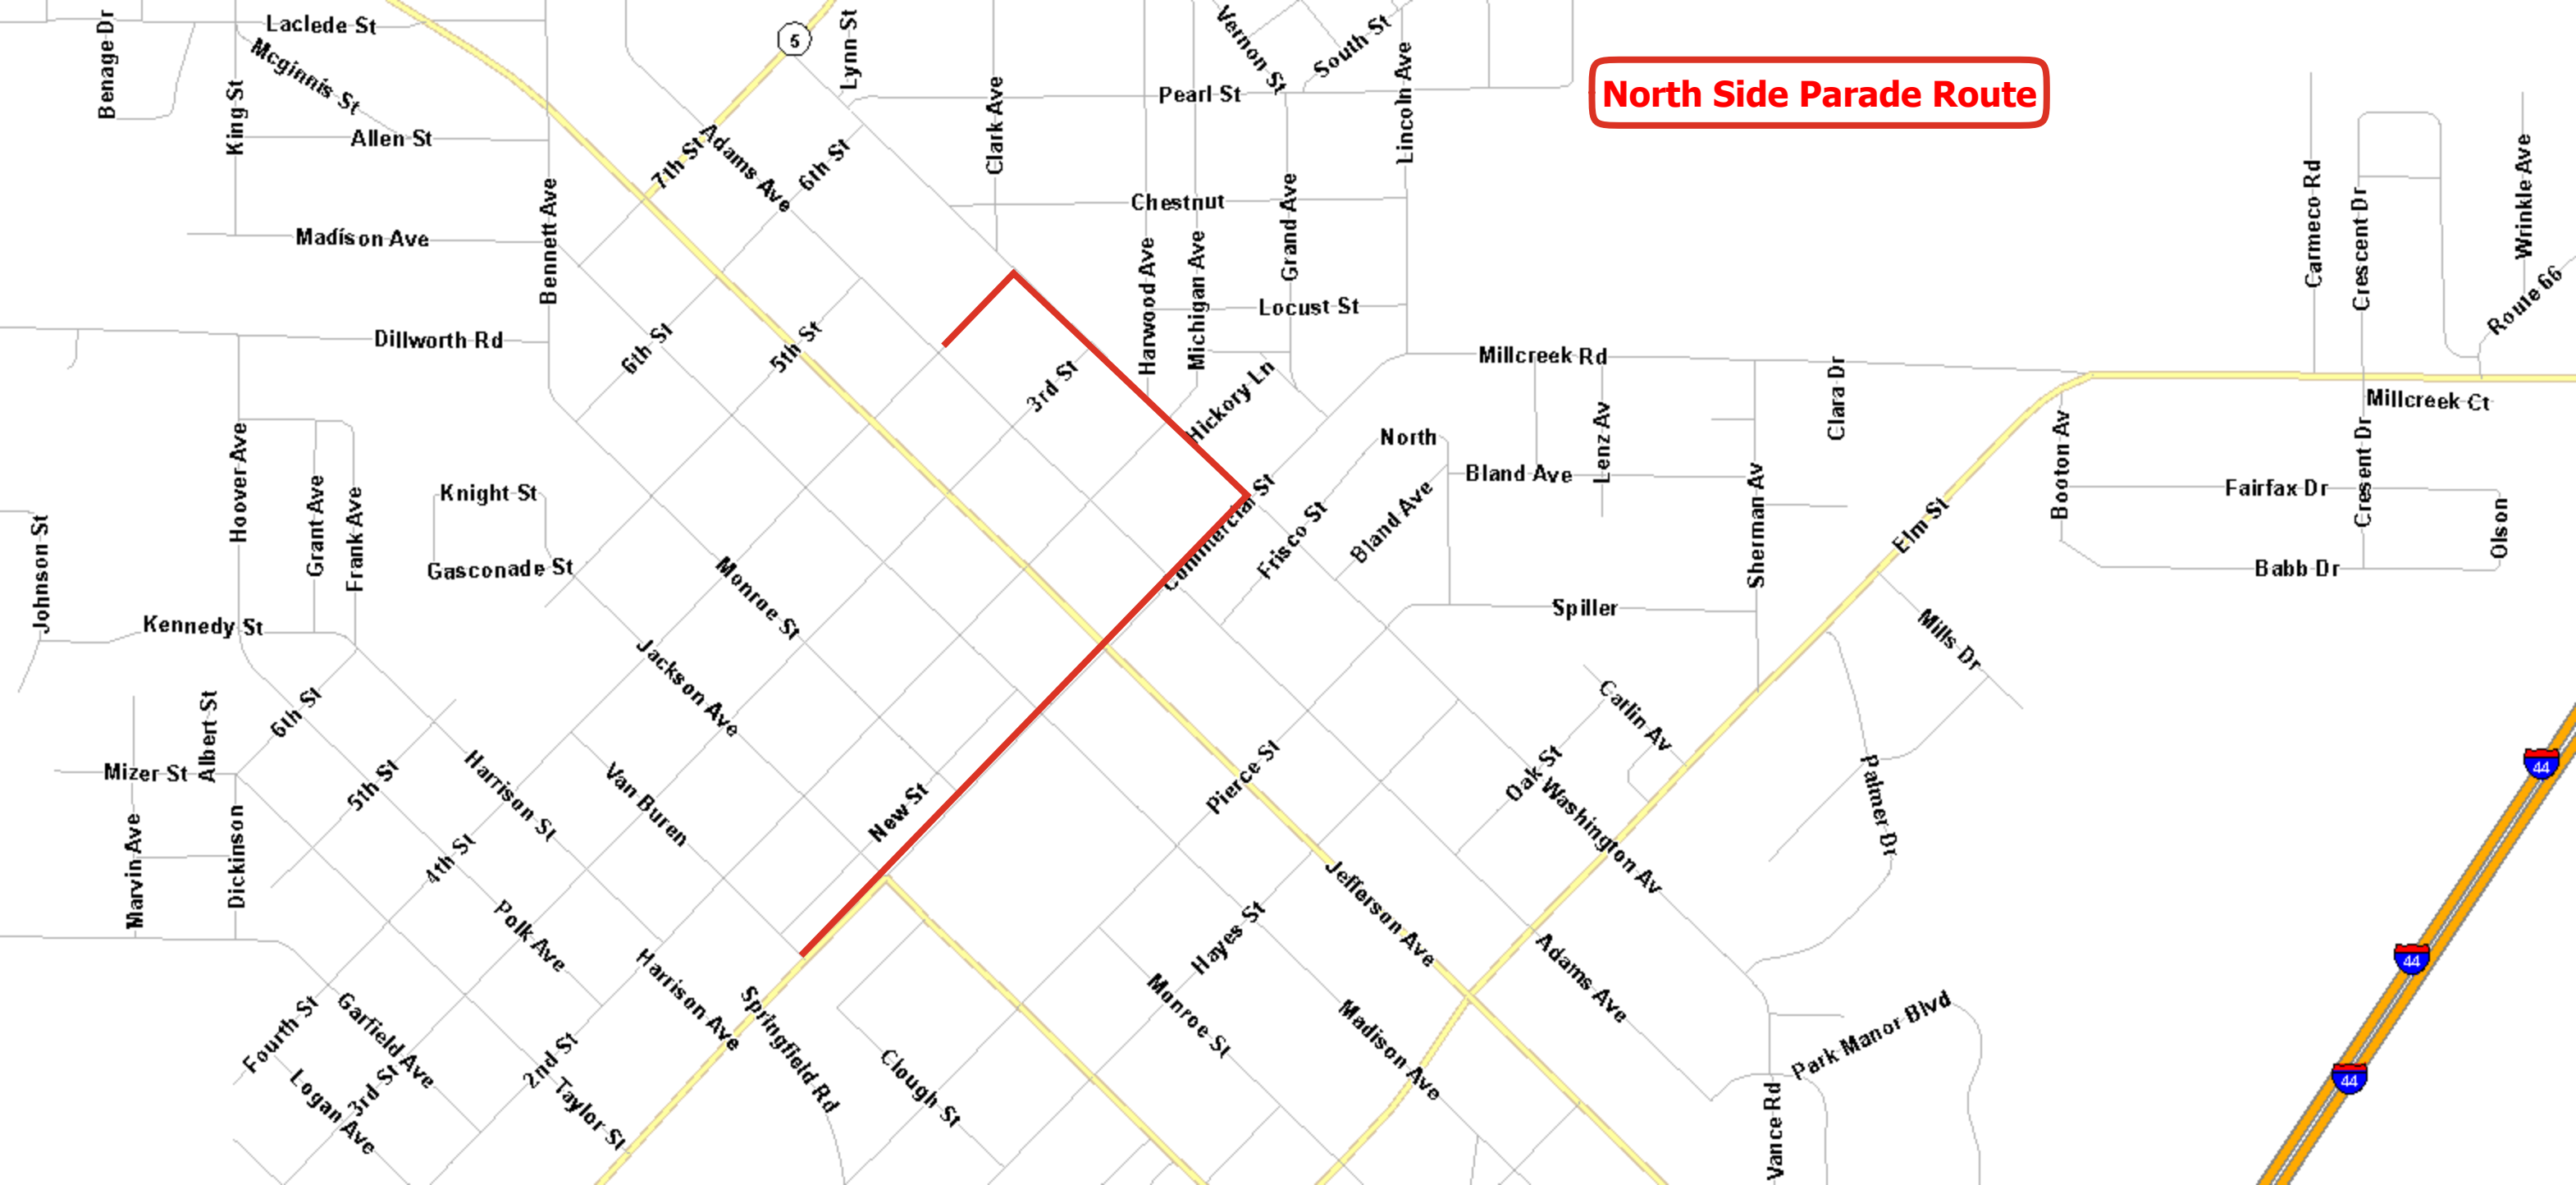 Laclede St
Benage Dr
Mcginnis St
King St
Allen St
Madison Ave
Bennett Ave
5
Lynn St
7th St
Adams Ave
6th St
Clark Ave
Vernon St
South St
Lincoln Ave
Pearl St
Chestnut
Grand Ave
Harwood Ave
Michigan Ave
Locust St
North Side Parade Route
Carmeco Rd
Crescent Dr
Wrinkle Ave
Route 66
Dillworth Rd
6th St
5th St
3rd St
Hickory Ln
Millcreek Rd
Clara Dr
Millcreek Ct
Hoover Ave
Grant Ave
Frank Ave
Knight St
Gasconade St
Johnson St
Kennedy St
Commercial St
Frisco St
North
Bland Ave
Bland Ave
Lenz Av
Sherman Av
Elm St
Booton Av
Fairfax Dr
Cresent Dr
Olson
Babb Dr
Spiller
Mills Dr
Monroe St
Jackson Ave
Albert St
6th St
Mizer St
5th St
Harrison St
Van Buren
New St
Pierce St
Oak St
Catlin Av
Washington Av
Palmer Dr
44
Marvin Ave
Dickinson
4th St
Polk Ave
Harrison Ave
Springfield Rd
Hayes St
Jefferson Ave
Adams Ave
44
Fourth St
Garfield Ave
Logan Ave
3rd St
2nd St
Taylor St
Clough St
Monroe St
Madison Ave
Park Manor Blvd
Vance Rd
44